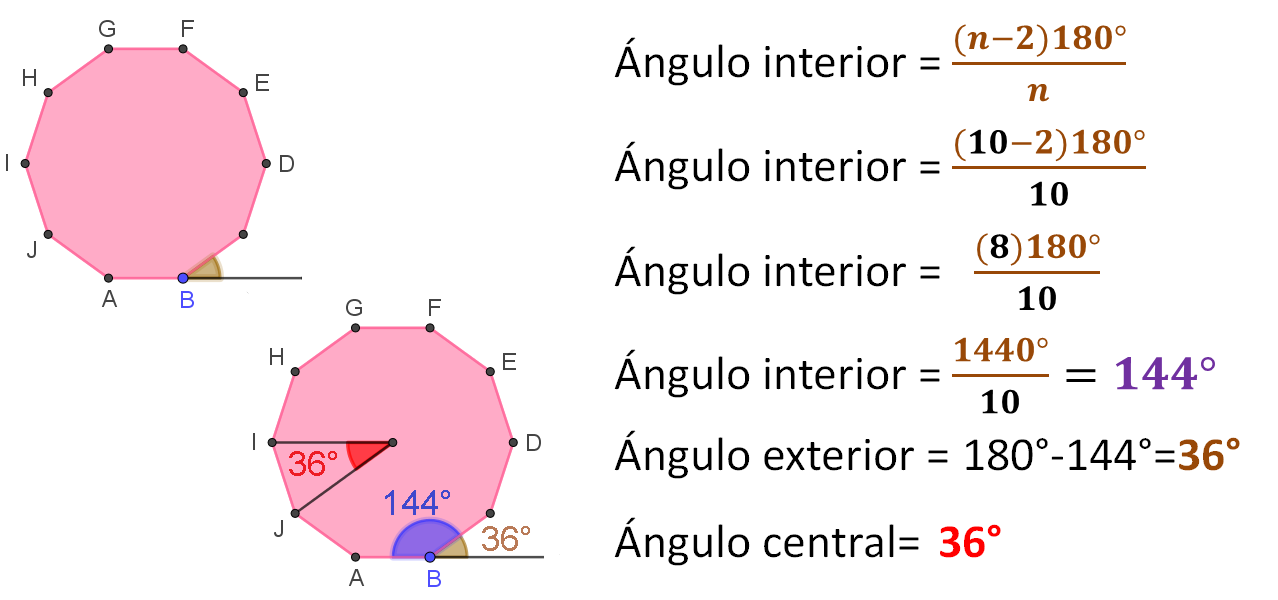 G F
H E
I D
J
A B
G F
H E
I D
36°
J 144° 36°
A B
Ángulo interior = (n−2)180° / n
Ángulo interior = (10−2)180° / 10
Ángulo interior = (8)180° / 10
Ángulo interior = 1440° / 10 = 144°
Ángulo exterior = 180°-144°=36°
Ángulo central= 36°